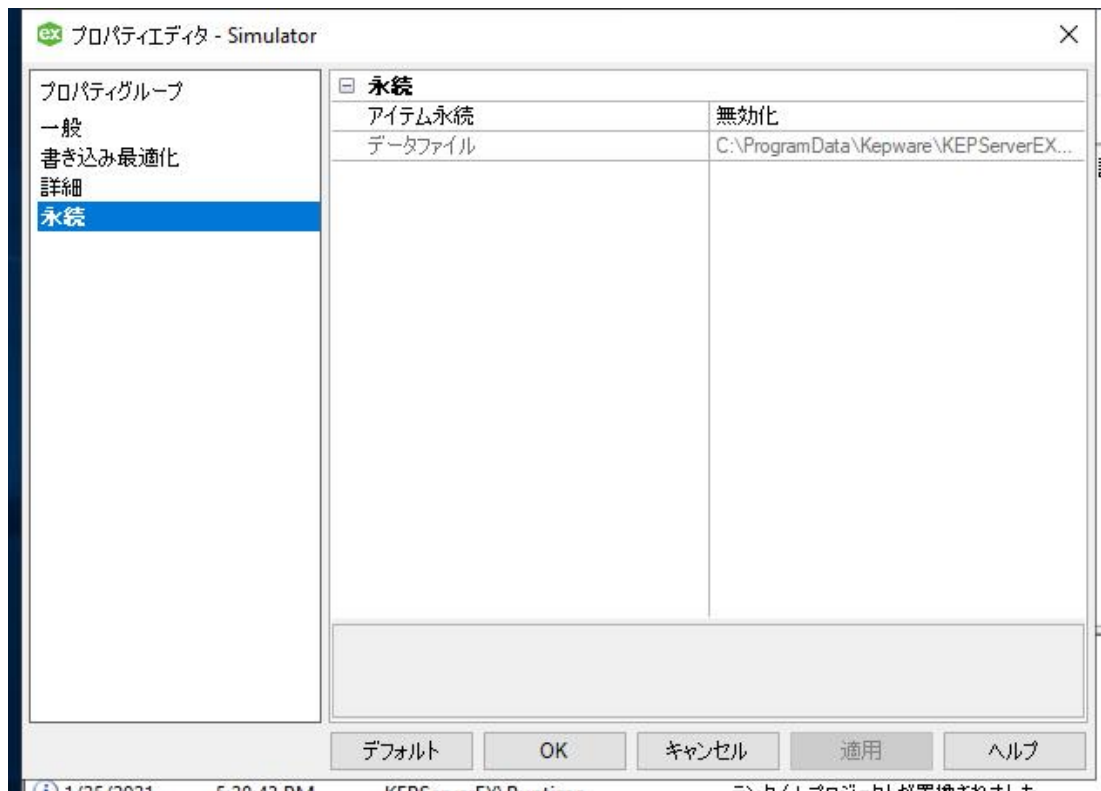 プロパティエディタ - Simulator
プロパティグループ
一般
書き込み最適化
詳細
永続
永続
アイテム永続 無効化
データファイル C:\ProgramData\Kepware\KEPServerEX...
デフォルト OK キャンセル 適用 ヘルプ